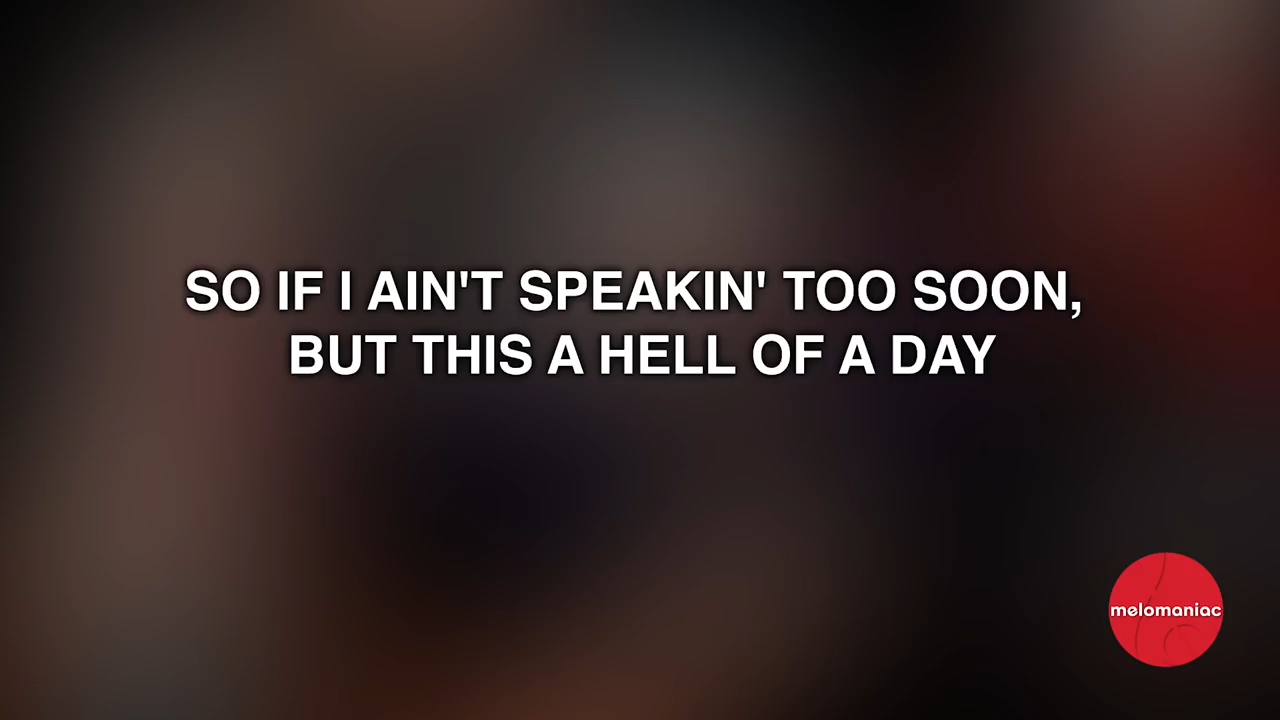 SO IF I AIN'T SPEAKIN' TOO SOON,
BUT THIS A HELL OF A DAY
melomaniac